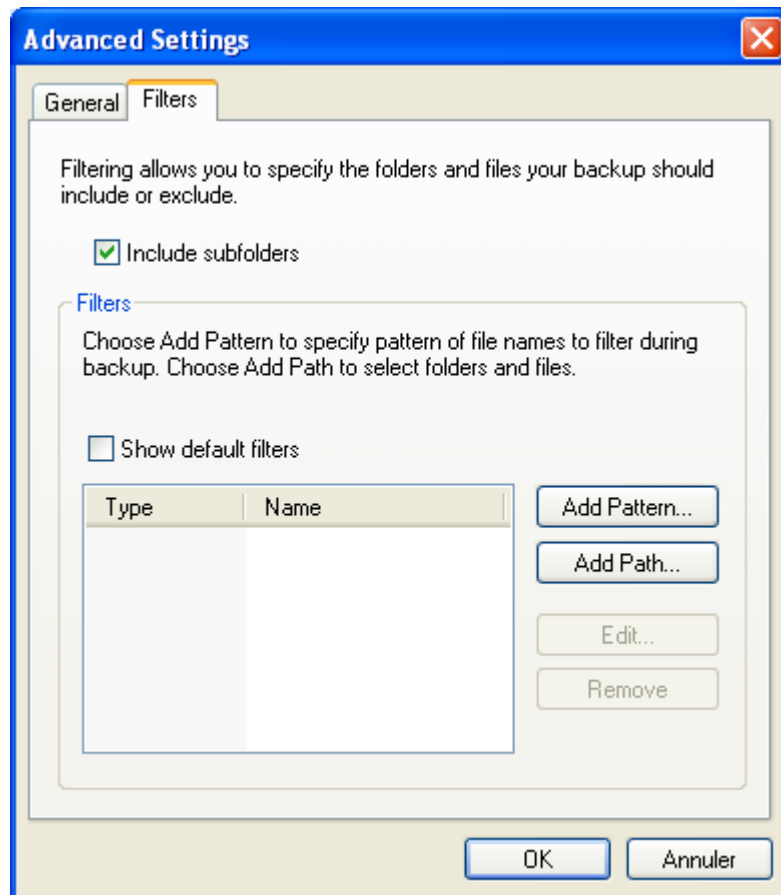 Advanced Settings
General
Filters
Filtering allows you to specify the folders and files your backup should
include or exclude.
Include subfolders
Filters
Choose Add Pattern to specify pattern of file names to filter during
backup. Choose Add Path to select folders and files.
Show default filters
Type
Name
Add Pattern...
Add Path...
Edit...
Remove
OK
Annuler